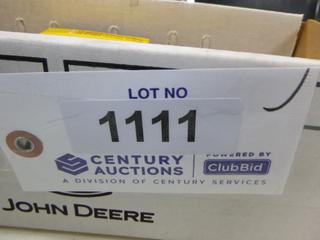 LOT NO
1111
CENTURY AUCTIONS
POWERED BY
ClubBid
A DIVISION OF CENTURY SERVICES
JOHN DEERE